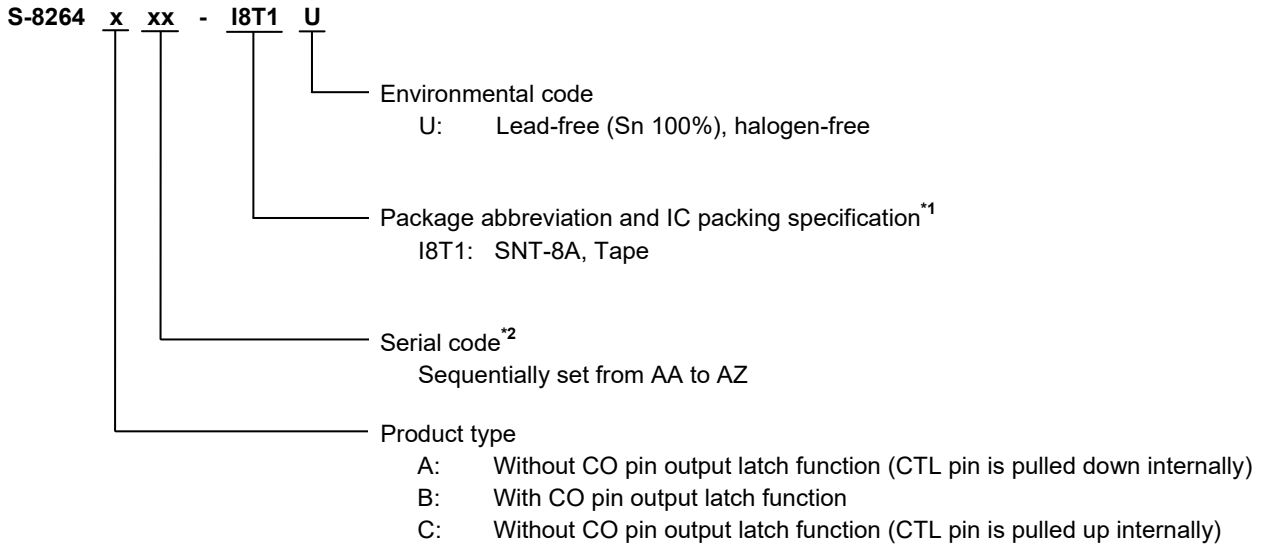 S-8264 x xx - I8T1 U
Environmental code
U: Lead-free (Sn 100%), halogen-free
Package abbreviation and IC packing specification*1
I8T1: SNT-8A, Tape
Serial code*2
Sequentially set from AA to AZ
Product type
A: Without CO pin output latch function (CTL pin is pulled down internally)
B: With CO pin output latch function
C: Without CO pin output latch function (CTL pin is pulled up internally)